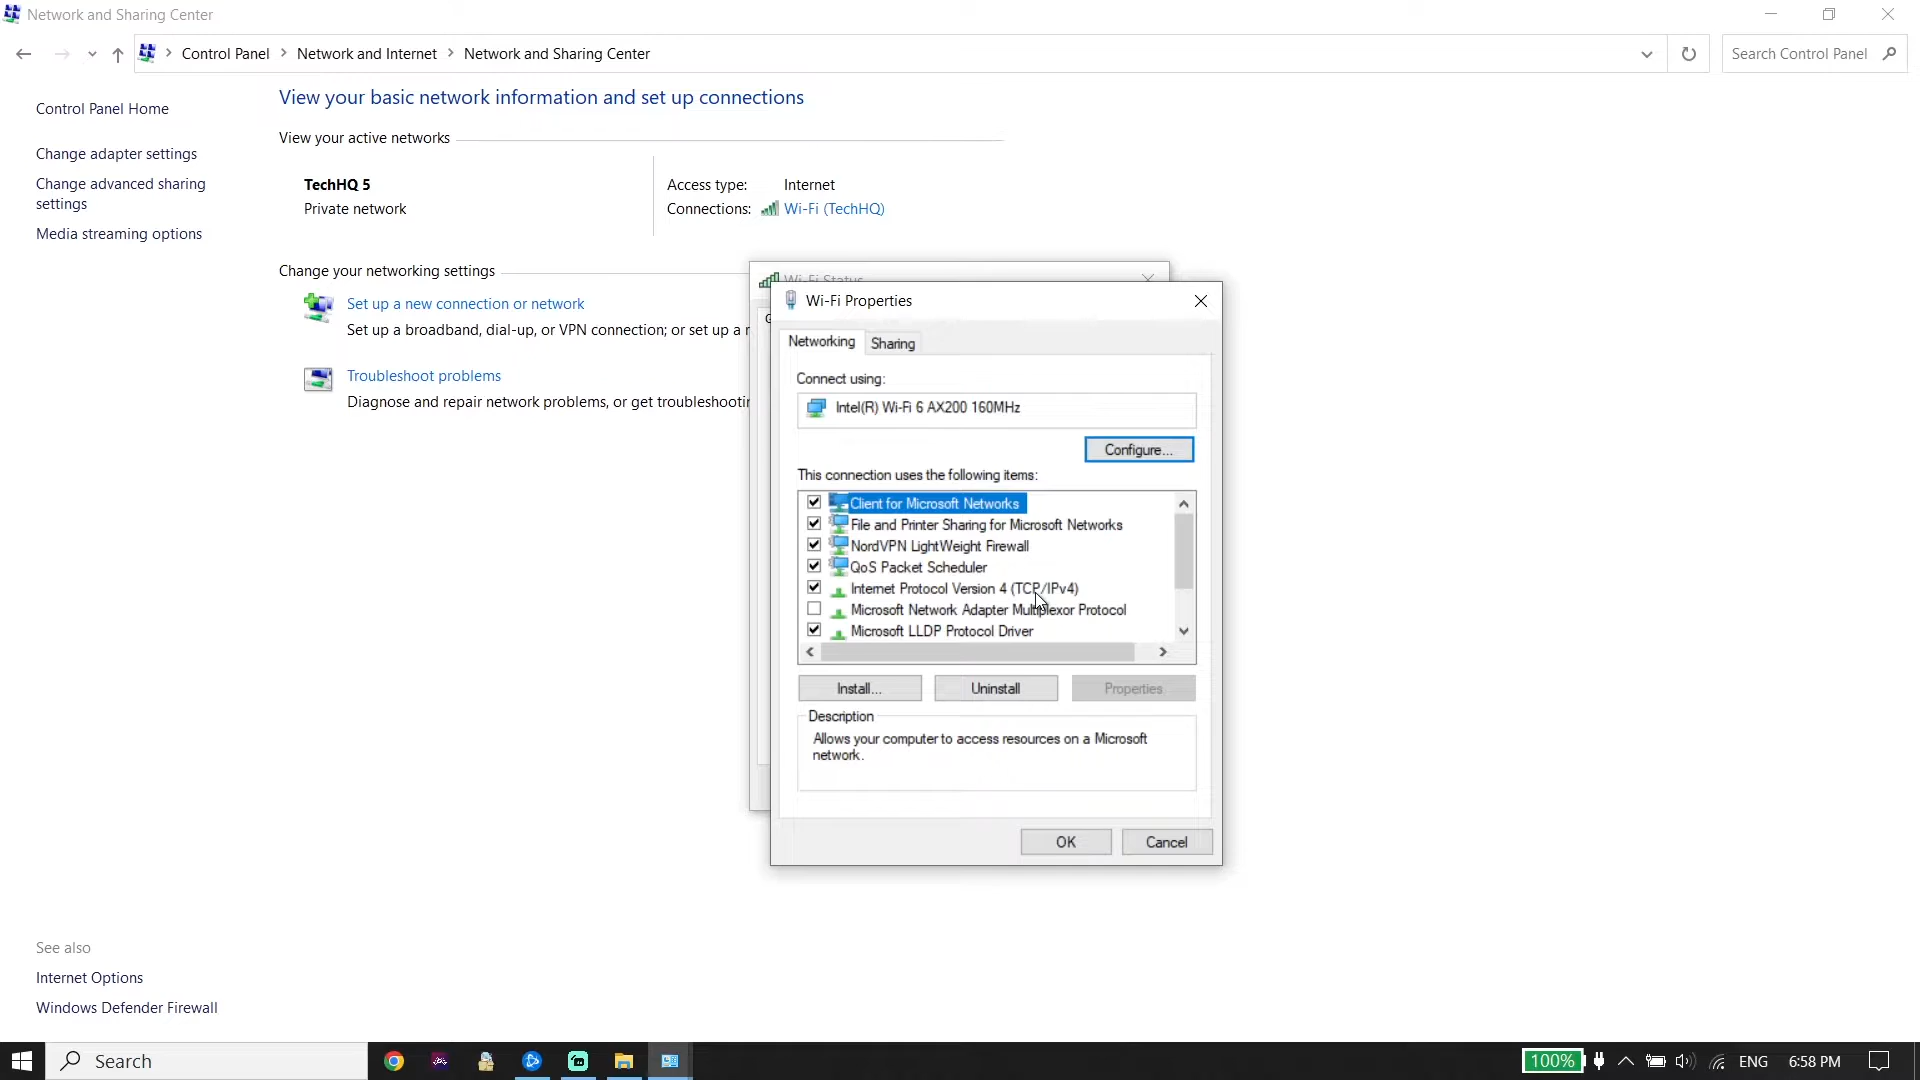 Network and Sharing Center
Control Panel > Network and Internet > Network and Sharing Center
Search Control Panel
Control Panel Home
Change adapter settings
Change advanced sharing
settings
Media streaming options
View your basic network information and set up connections
View your active networks
TechHQ 5
Private network
Access type: Internet
Connections: Wi-Fi (TechHQ)
Change your networking settings
Set up a new connection or network
Set up a broadband, dial-up, or VPN connection; or set up a
Troubleshoot problems
Diagnose and repair network problems, or get
Wi-Fi Status
Wi-Fi Properties
Networking
Sharing
Connect using:
Intel(R) Wi-Fi 6 AX200 160MHz
Configure...
This connection uses the following items:
Client for Microsoft Networks
File and Printer Sharing for Microsoft Networks
NordVPN LightWeight Firewall
QoS Packet Scheduler
Internet Protocol Version 4 (TCP/IPv4)
Microsoft Network Adapter Multiplexor Protocol
Microsoft LLDP Protocol Driver
Install...
Uninstall
Properties
Description
Allows your computer to access resources on a Microsoft
network.
OK
Cancel
See also
Internet Options
Windows Defender Firewall
Search
100%
ENG
6:58 PM